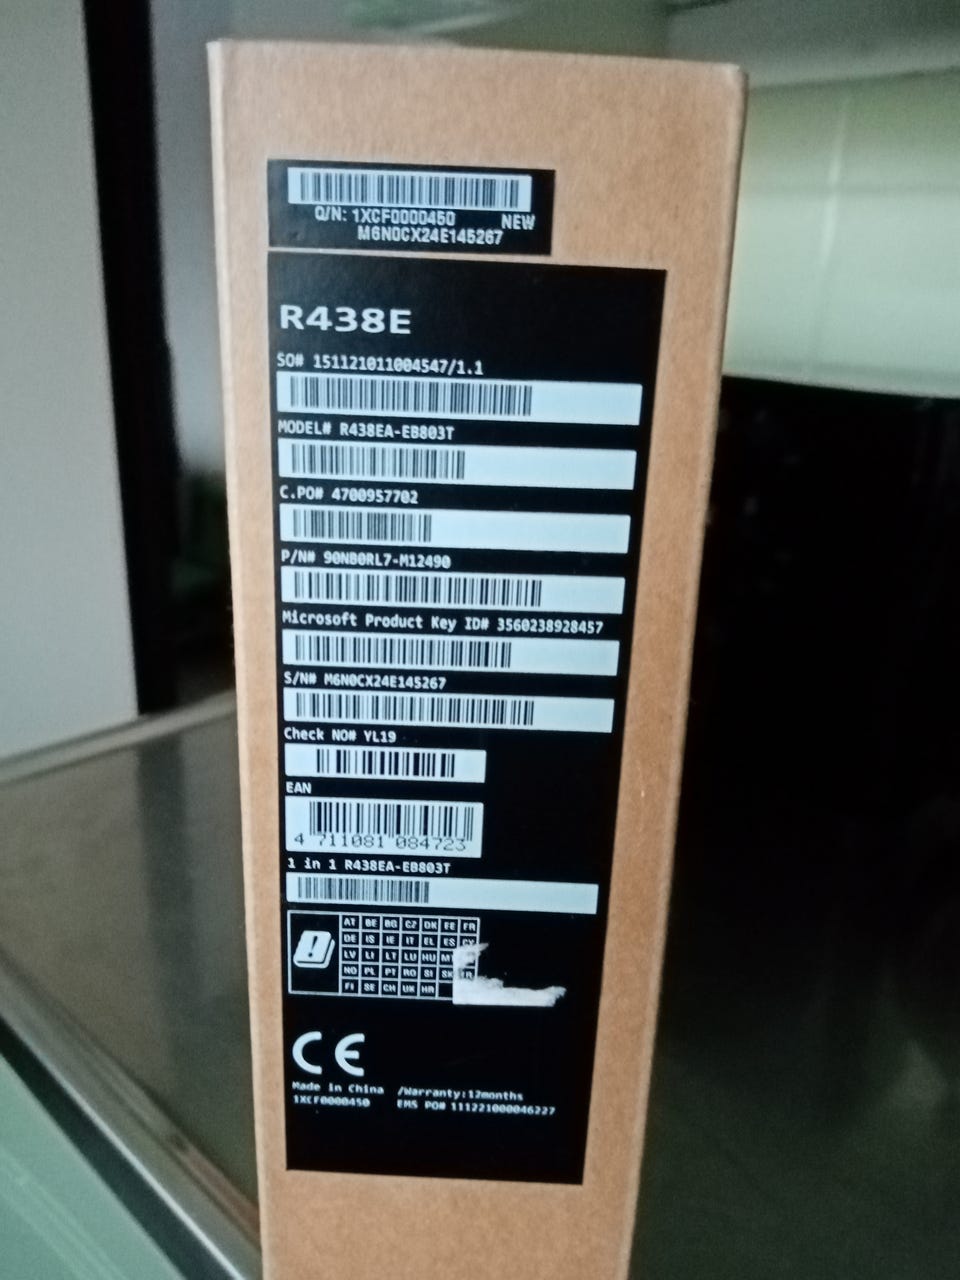 Q/N: 1XCF0000450 NEW
M6N0CX24E145267
R438E
SO# 151121011004547/1.1
MODEL# R438EA-EB803T
C.PO# 4700957702
P/N# 90NB0RL7-M12490
Microsoft Product Key ID# 3560238928457
S/N# M6N0CX24E145267
Check NO# YL19
EAN
4 711081 084723
1 in 1 R438EA-EB803T
AT BE BG CZ DK EE FR
DE IS IE IT EL ES CY
LV LI LT LU HU
NO PL PT RO SI SK TR
FI SE CH UK HR
CE
Made in China /Warranty:12months
1XCF0000450 EMS PO# 111221000046227